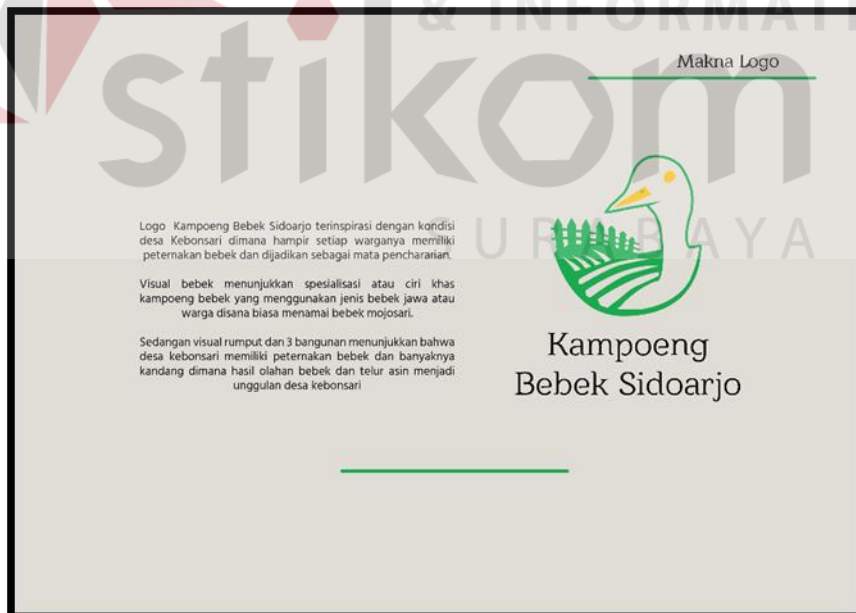 & INFORMATI
stikom
SURABAYA
Makna Logo
Logo Kampoeng Bebek Sidoarjo terinspirasi dengan kondisi
desa Kebonsari dimana hampir setiap warganya memiliki
peternakan bebek dan dijadikan sebagai mata penchararian.
Visual bebek menunjukkan spesialisasi atau ciri khas
kampoeng bebek yang menggunakan jenis bebek jawa atau
warga disana biasa menamai bebek mojosari.
Sedangan visual rumput dan 3 bangunan menunjukkan bahwa
desa kebonsari memiliki peternakan bebek dan banyaknya
kandang dimana hasil olahan bebek dan telur asin menjadi
unggulan desa kebonsari
Kampoeng
Bebek Sidoarjo